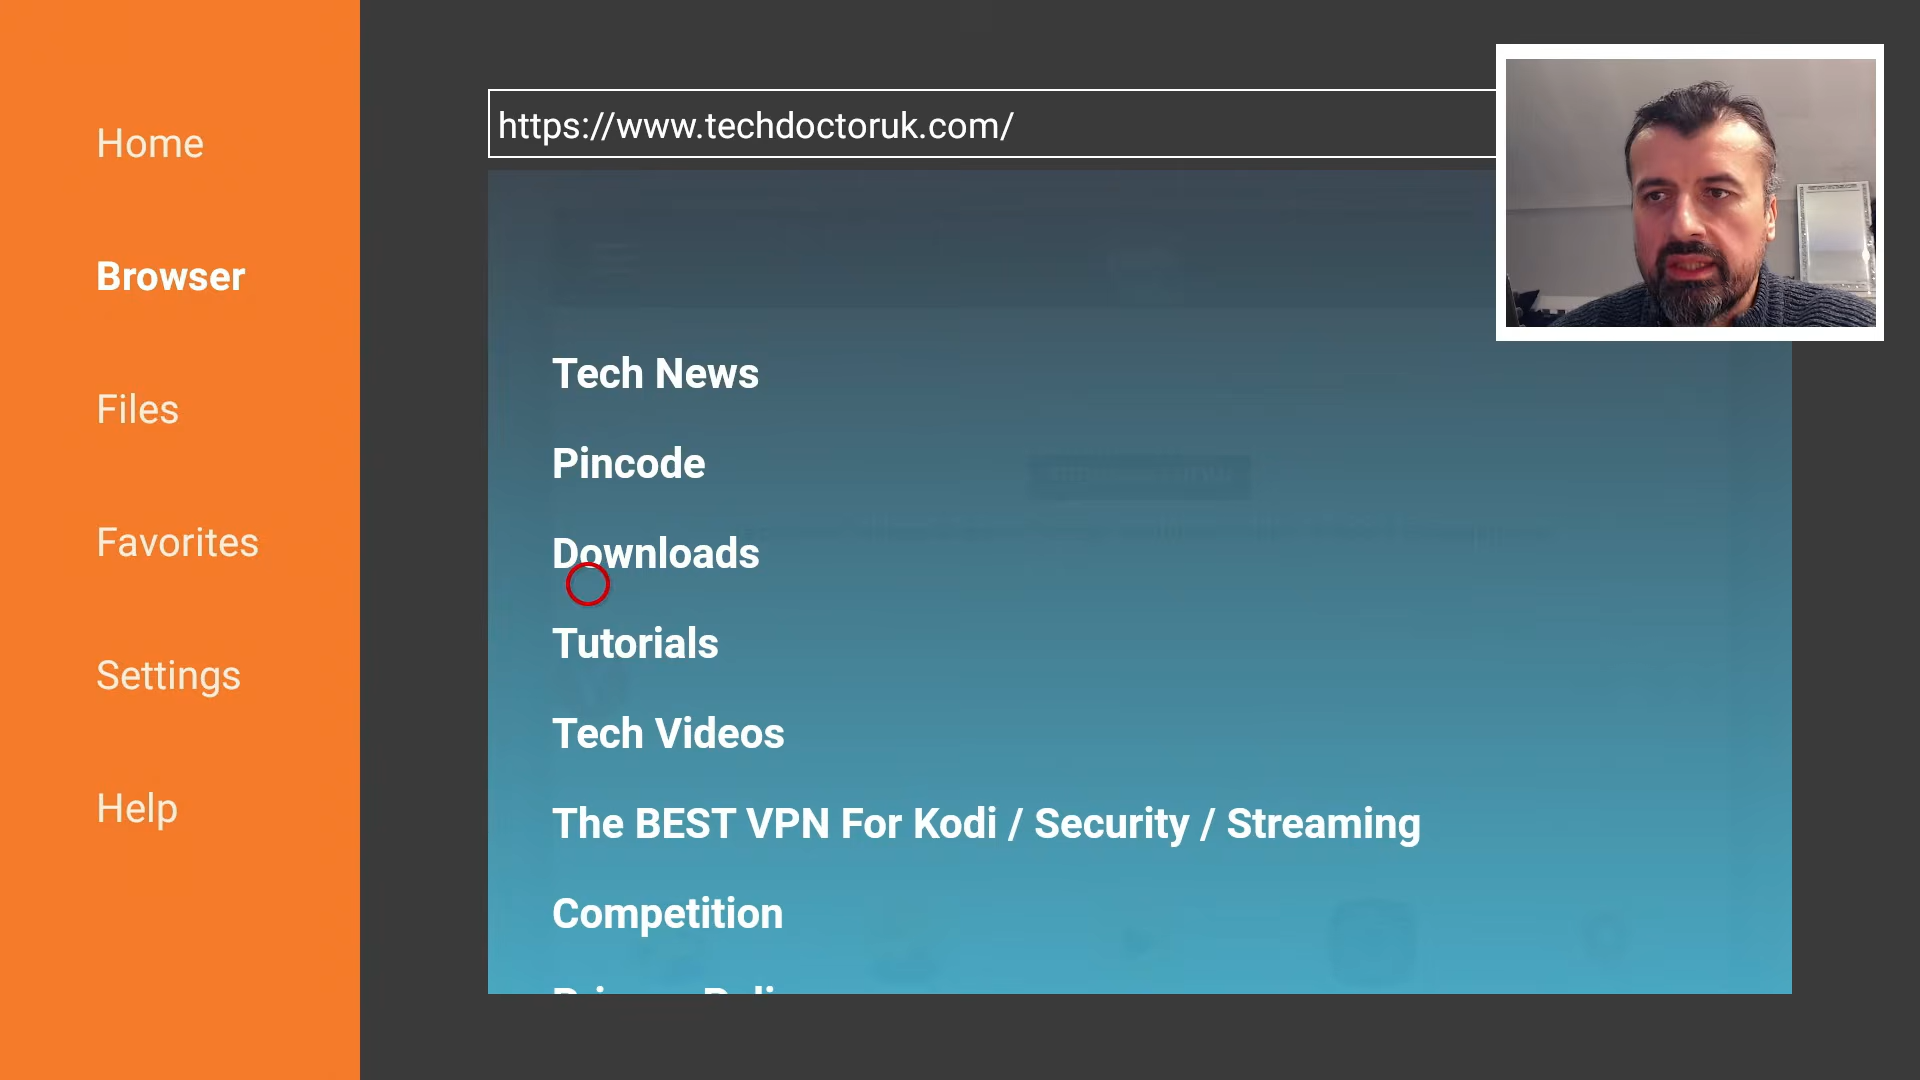 Home
Browser
Files
Favorites
Settings
Help
https://www.techdoctoruk.com/
Tech News
Pincode
Downloads
Tutorials
Tech Videos
The BEST VPN For Kodi / Security / Streaming
Competition